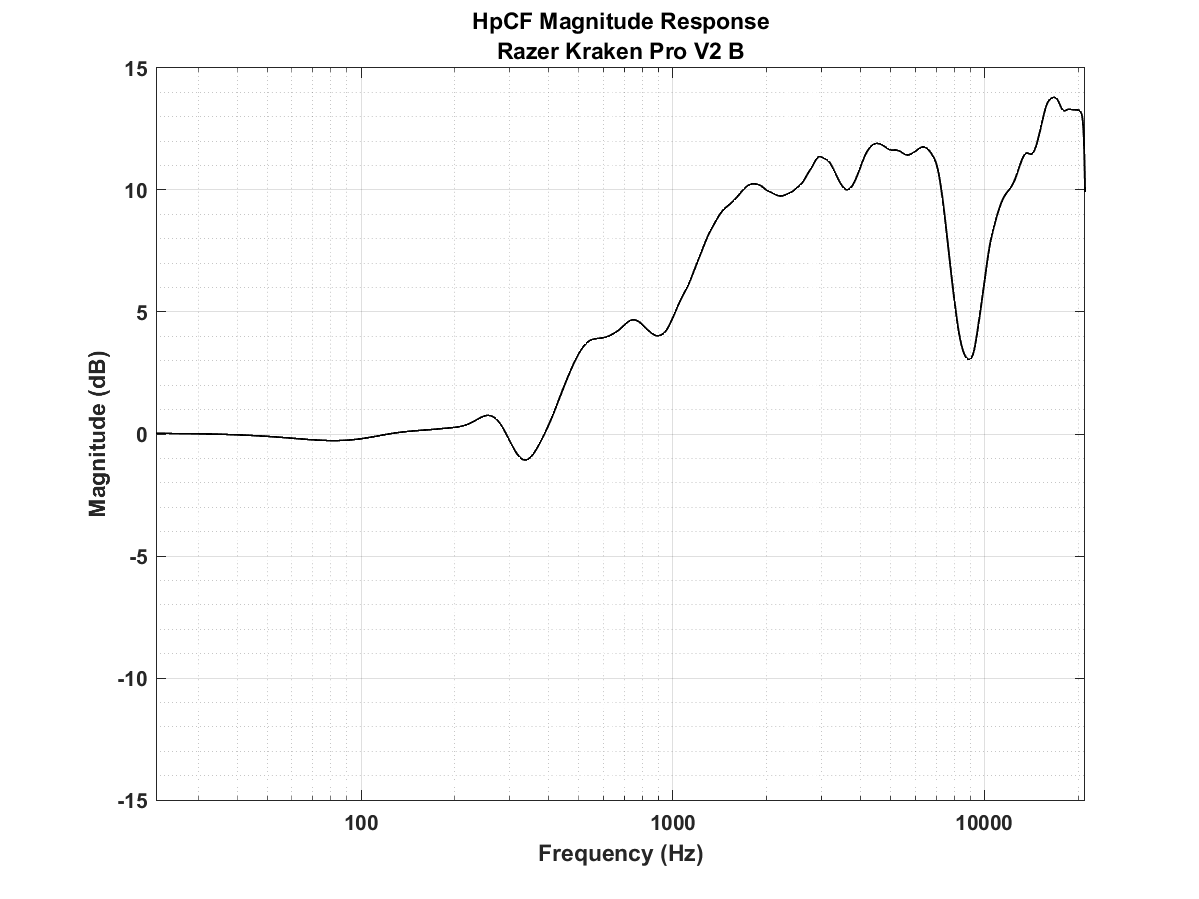 HpCF Magnitude Response
Razer Kraken Pro V2 B
15
10
5
0
-5
-10
-15
Magnitude (dB)
100 1000 10000
Frequency (Hz)